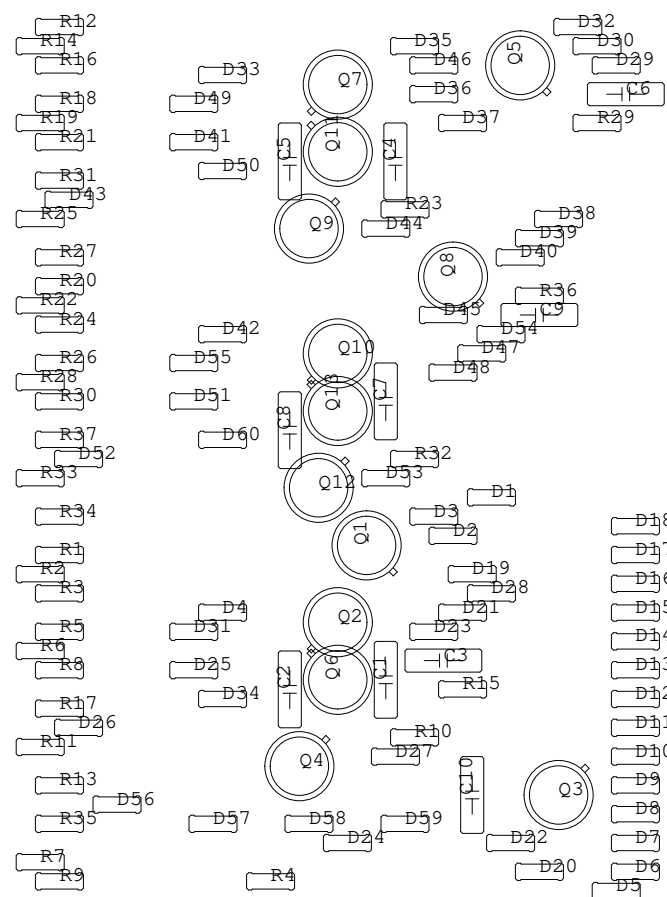 R12 D32
R14 D35 D30
R16 D46 Q5 D29
D33 Q7
R18 D49 D36 C6
R19 D37 R29
R21 D41 C5 C4
R31 D50
D43
R25 R23 D38
Q9 D44 D39
R27 D40
R20 Q8
R22 R36
R24 D45 C9
D42 D54
R26 D55 Q10 D47
R28 D48
R30 D51 Q13 C7
R37 D60 C8
D52 R32
R33 Q12 D53
D1
R34 D3 D18
Q1 D2
R1 D17
R2 D19
R3 D28 D16
D4 Q2 D21 D15
R5 D31 D23
R6 D14
R8 D25 C2 Q6 C1 C3 D13
R17 D34 R15 D12
D26 D11
R11 R10
Q4 D27 D10
R13 C10 Q3 D9
D56 D8
R35 D57 D58 D59
D24 D22 D7
R7
R9 R4 D20 D6
D5